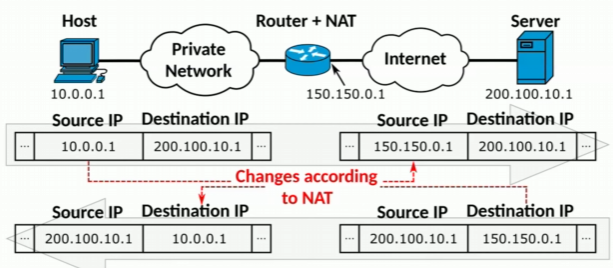 Host
Router + NAT
Server
Private
Network
Internet
10.0.0.1
150.150.0.1
200.100.10.1
Source IP Destination IP
Source IP Destination IP
... 10.0.0.1 200.100.10.1 ...
... 150.150.0.1 200.100.10.1 ...
Changes according
to NAT
Source IP Destination IP
Source IP Destination IP
... 200.100.10.1 10.0.0.1 ...
... 200.100.10.1 150.150.0.1 ...